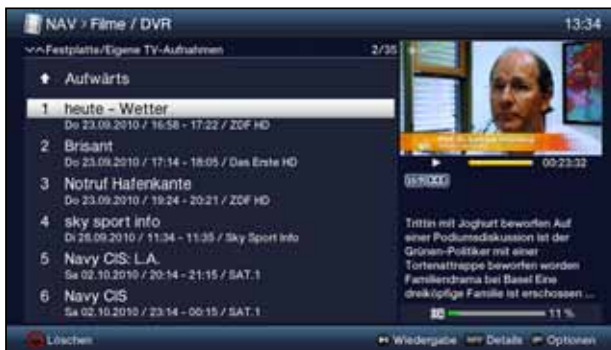 NAV > Filme / DVR
13:34
Festplatte/Eigene TV-Aufnahmen
2/35
Aufwärts
1 heute - Wetter
Do 23.09.2010 / 16:58 - 17:22 / ZDF HD
2 Brisant
Do 23.09.2010 / 17:14 - 18:05 / Das Erste HD
3 Notruf Hafenkante
Do 23.09.2010 / 19:24 - 20:21 / ZDF HD
4 sky sport info
Di 28.09.2010 / 11:34 - 11:35 / Sky Sport Info
5 Navy CIS: L.A.
Sa 02.10.2010 / 20:14 - 21:15 / SAT.1
6 Navy CIS
Sa 02.10.2010 / 23:14 - 00:15 / SAT.1
00:23:32
Trittin mit Joghurt beworfen Auf
einer Podiumsdiskussion ist der
Grünen-Politiker mit einer
Tortenattrappe beworfen worden
Familiendrama bei Basel Eine
dreiköpfige Familie ist erschossen ...
11 %
Löschen
Wiedergabe
Details
Optionen